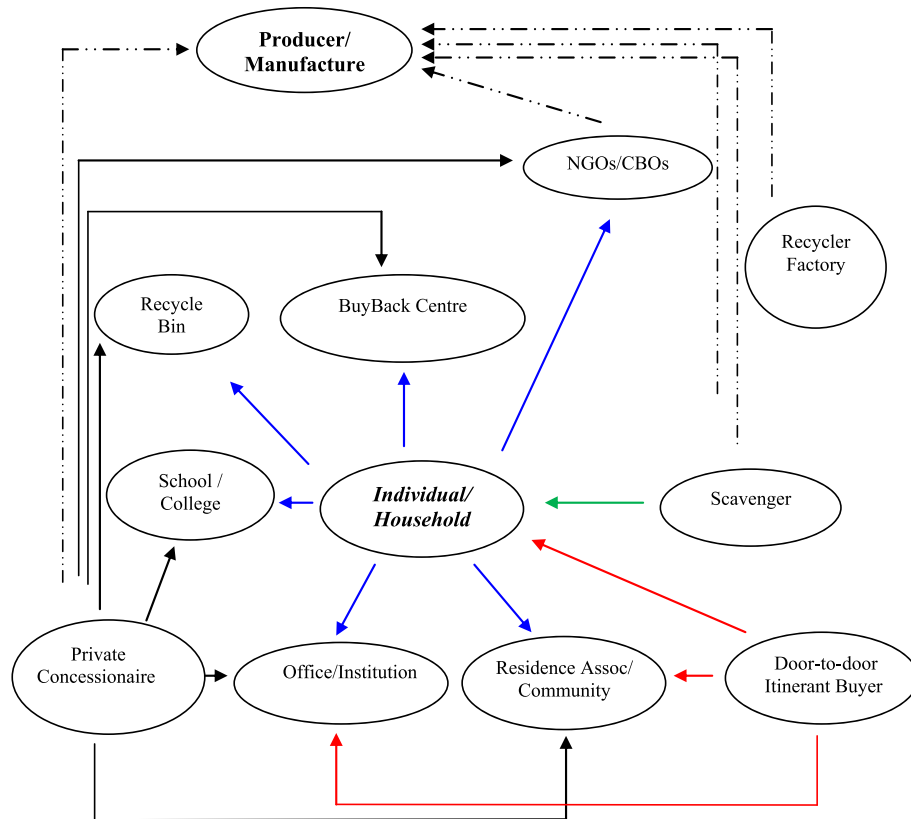 Producer/
Manufacture
NGOs/CBOs
Recycler
Factory
Recycle
Bin
BuyBack Centre
School /
College
Individual/
Household
Scavenger
Private
Concessionaire
Office/Institution
Residence Assoc/
Community
Door-to-door
Itinerant Buyer